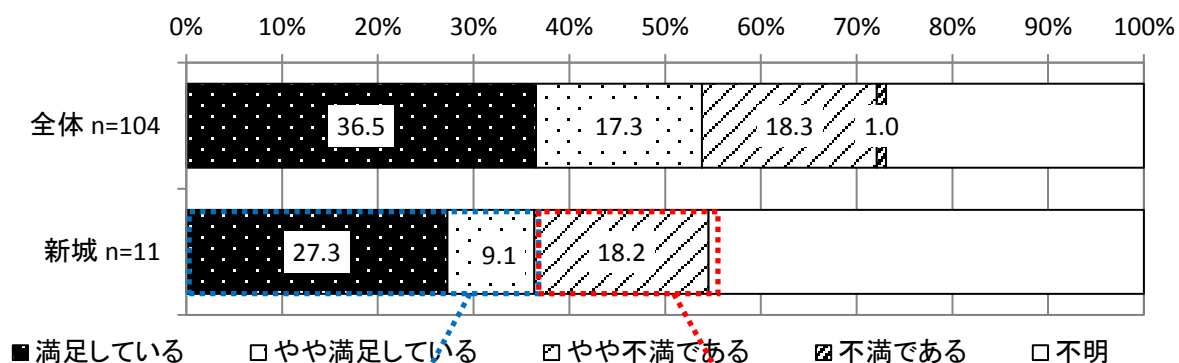 0% 10% 20% 30% 40% 50% 60% 70% 80% 90% 100%
全体 n=104 36.5 17.3 18.3 1.0
新城 n=11 27.3 9.1 18.2
満足している やや満足している やや不満である 不満である 不明